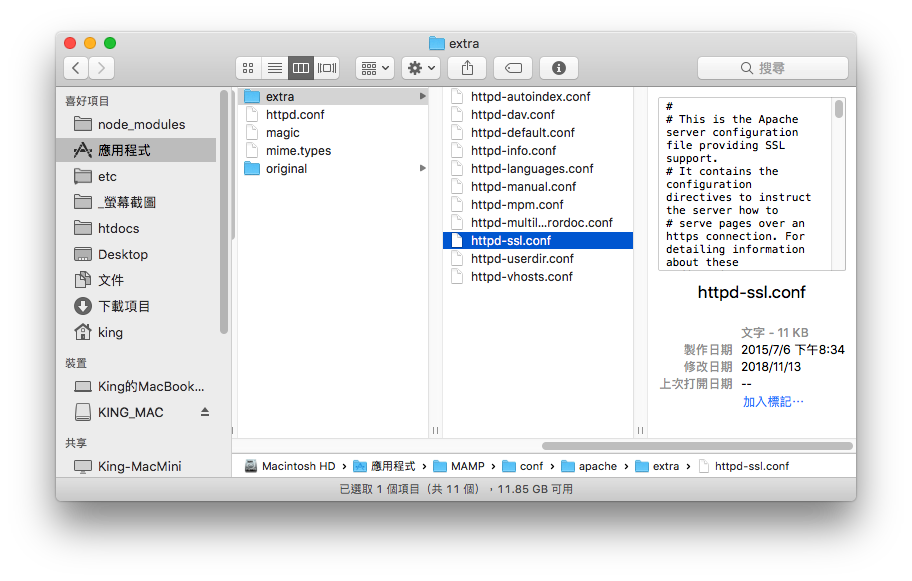 extra
搜尋
喜好項目
node_modules
應用程式
etc
_螢幕截圖
htdocs
Desktop
文件
下載項目
king
裝置
King的MacBook...
KING_MAC
共享
King-MacMini
extra
httpd.conf
magic
mime.types
original
httpd-autoindex.conf
httpd-dav.conf
httpd-default.conf
httpd-info.conf
httpd-languages.conf
httpd-manual.conf
httpd-mpm.conf
httpd-multil...rordoc.conf
httpd-ssl.conf
httpd-userdir.conf
httpd-vhosts.conf
#
# This is the Apache
server configuration
file providing SSL
support.
# It contains the
configuration
directives to instruct
the server how to
# serve pages over an
https connection. For
detailing information
about these
httpd-ssl.conf
文字 - 11 KB
製作日期 2015/7/6 下午8:34
修改日期 2018/11/13
上次打開日期 --
加入標記⋯
Macintosh HD › 應用程式 › MAMP › conf › apache › extra › httpd-ssl.conf
已選取 1 個項目（共 11 個），11.85 GB 可用